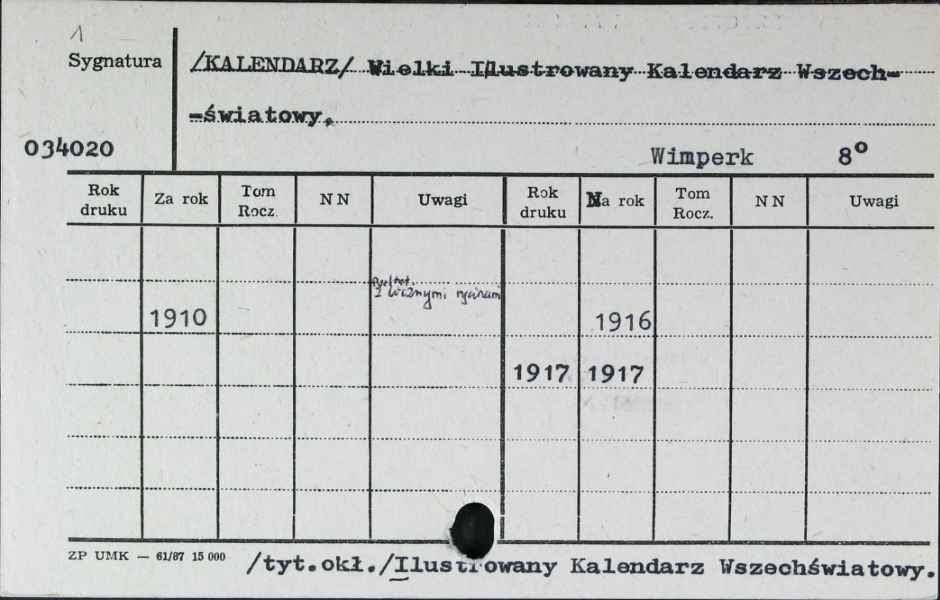 1
Sygnatura
/KALENDARZ/ Wielki Ilustrowany Kalendarz Wszech-
-światowy.
034020
Wimperk 8°
Rok druku Za rok Tom Rocz. NN Uwagi Rok druku Na rok Tom Rocz. NN Uwagi
z licznymi rycinami
1910 1916
1917 1917
ZP UMK — 61/87 15 000 /tyt.okł./Ilustrowany Kalendarz Wszechświatowy.